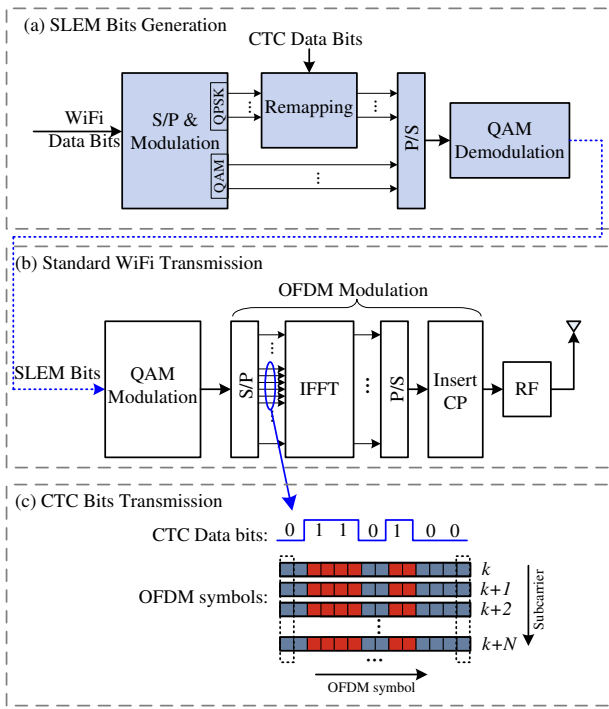 (a) SLEM Bits Generation
CTC Data Bits
WiFi
Data Bits
S/P &
Modulation
QPSK
QAM
...
Remapping
...
...
P/S
QAM
Demodulation
(b) Standard WiFi Transmission
OFDM Modulation
SLEM Bits
QAM
Modulation
S/P
...
...
IFFT
...
...
P/S
Insert
CP
RF
(c) CTC Bits Transmission
CTC Data bits: 0 1 1 0 1 0 0
OFDM symbols:
k
k+1
k+2
...
k+N
...
Subcarrier
OFDM symbol